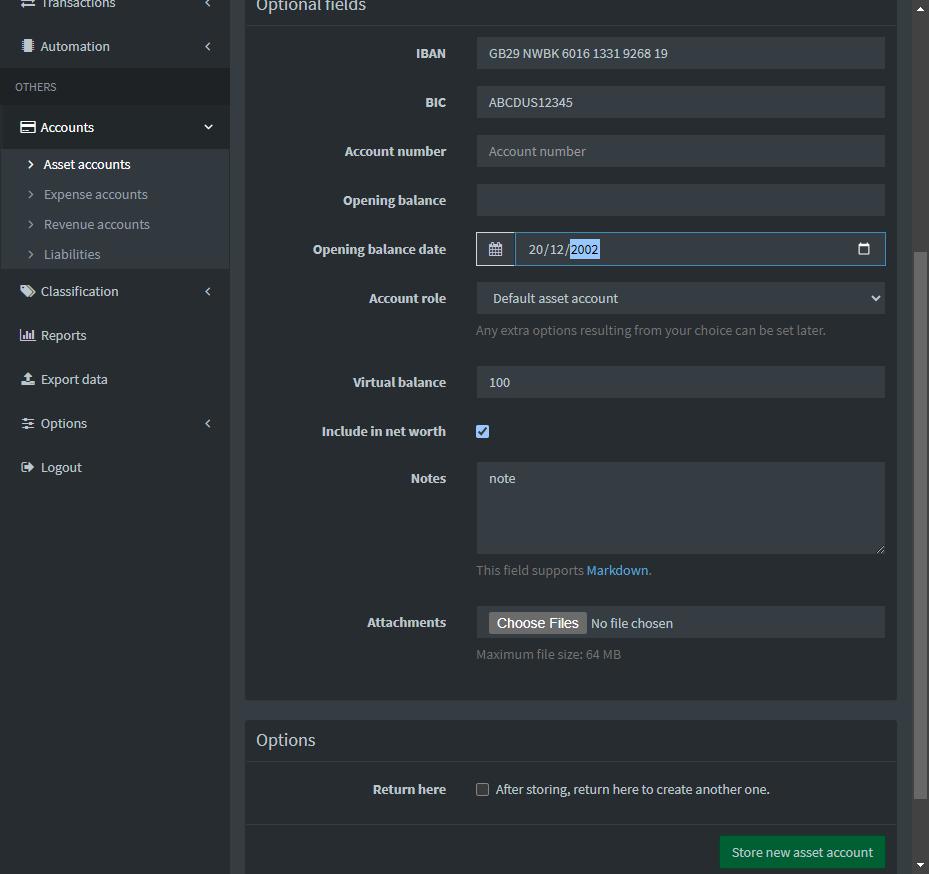 Transactions
Automation
OTHERS
Accounts
Asset accounts
Expense accounts
Revenue accounts
Liabilities
Classification
Reports
Export data
Options
Logout
Optional fields
IBAN GB29 NWBK 6016 1331 9268 19
BIC ABCDUS12345
Account number Account number
Opening balance
Opening balance date 20/12/2002
Account role Default asset account
Any extra options resulting from your choice can be set later.
Virtual balance 100
Include in net worth
Notes note
This field supports Markdown.
Attachments Choose Files No file chosen
Maximum file size: 64 MB
Options
Return here After storing, return here to create another one.
Store new asset account